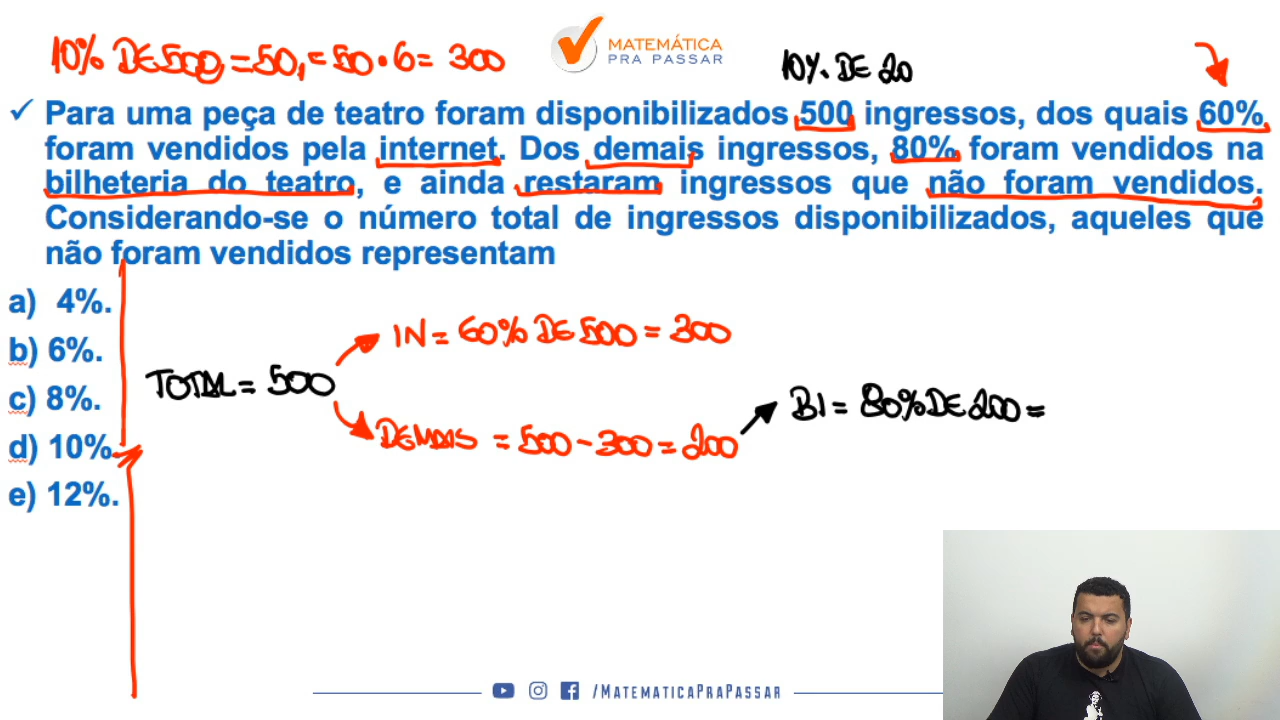 10% DE 500, = 50, = 50 · 6 = 300
MATEMÁTICA
PRA PASSAR
10% DE 20
✓ Para uma peça de teatro foram disponibilizados 500 ingressos, dos quais 60%
foram vendidos pela internet. Dos demais ingressos, 80% foram vendidos na
bilheteria do teatro, e ainda restaram ingressos que não foram vendidos.
Considerando-se o número total de ingressos disponibilizados, aqueles que
não foram vendidos representam
a) 4%.
b) 6%.
c) 8%.
d) 10%.
e) 12%.
IN = 60% DE 500 = 300
TOTAL = 500
BI = 80% DE 200 =
DEMAIS = 500 - 300 = 200
/MATEMATICAPRAPASSAR